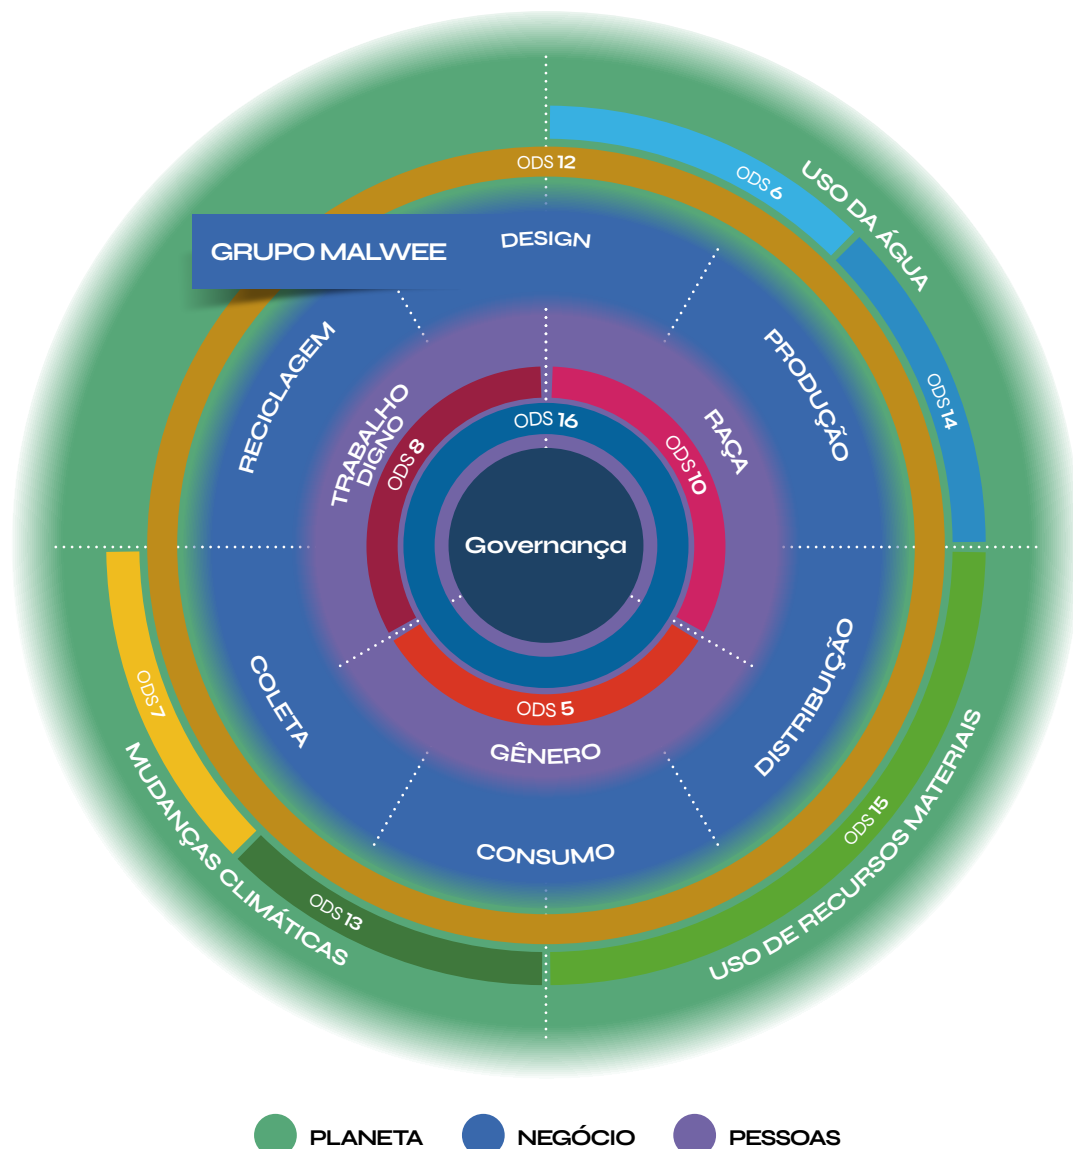 ODS 12
ODS 6
USO DA ÁGUA
GRUPO MALWEE
DESIGN
RECICLAGEM
PRODUÇÃO
ODS 14
TRABALHO
DIGNO
ODS 8
ODS 16
RAÇA
ODS 10
Governança
COLETA
ODS 7
DISTRIBUIÇÃO
ODS 5
GÊNERO
MUDANÇAS CLIMÁTICAS
CONSUMO
ODS 15
USO DE RECURSOS MATERIAIS
ODS 13
PLANETA
NEGÓCIO
PESSOAS